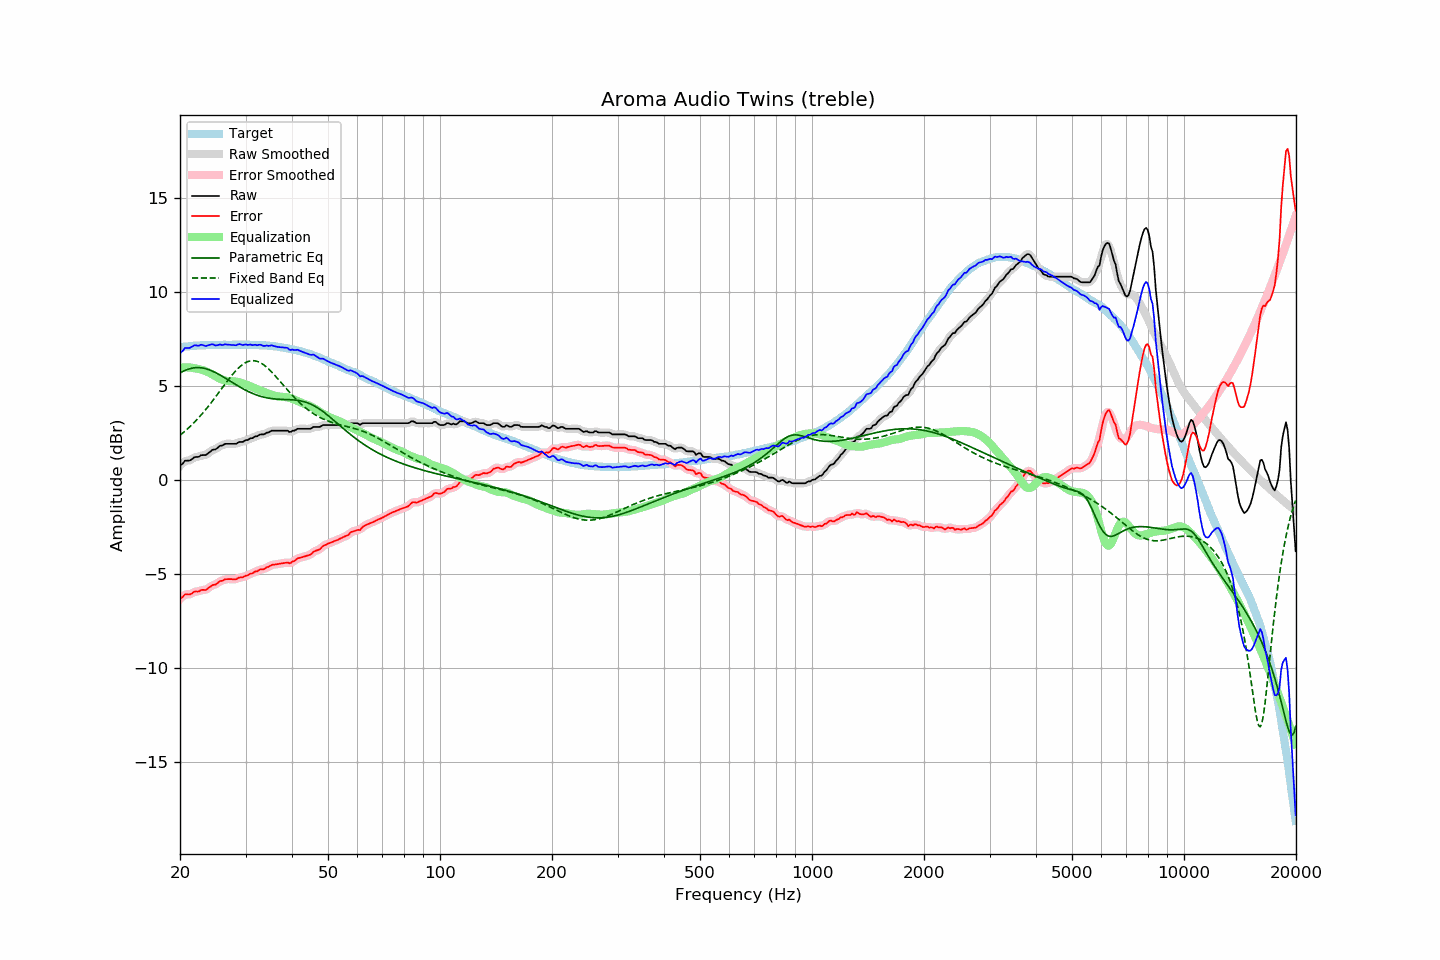 Aroma Audio Twins (treble)
Target
Raw Smoothed
Error Smoothed
Raw
Error
Equalization
Parametric Eq
Fixed Band Eq
Equalized
Amplitude (dBr)
15
10
5
0
−5
−10
−15
20 50 100 200 500 1000 2000 5000 10000 20000
Frequency (Hz)